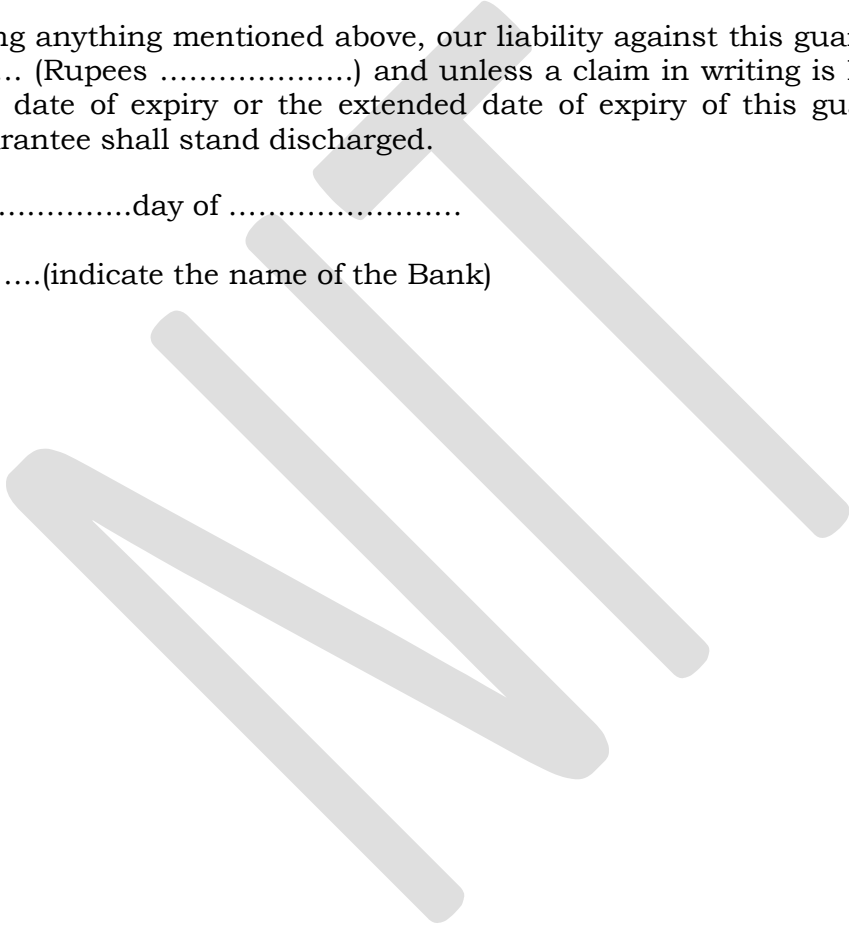 ng anything mentioned above, our liability against this guar
... (Rupees ………………..) and unless a claim in writing is
date of expiry or the extended date of expiry of this gua
rantee shall stand discharged.
..…………..day of ……………………
….(indicate the name of the Bank)
NIT